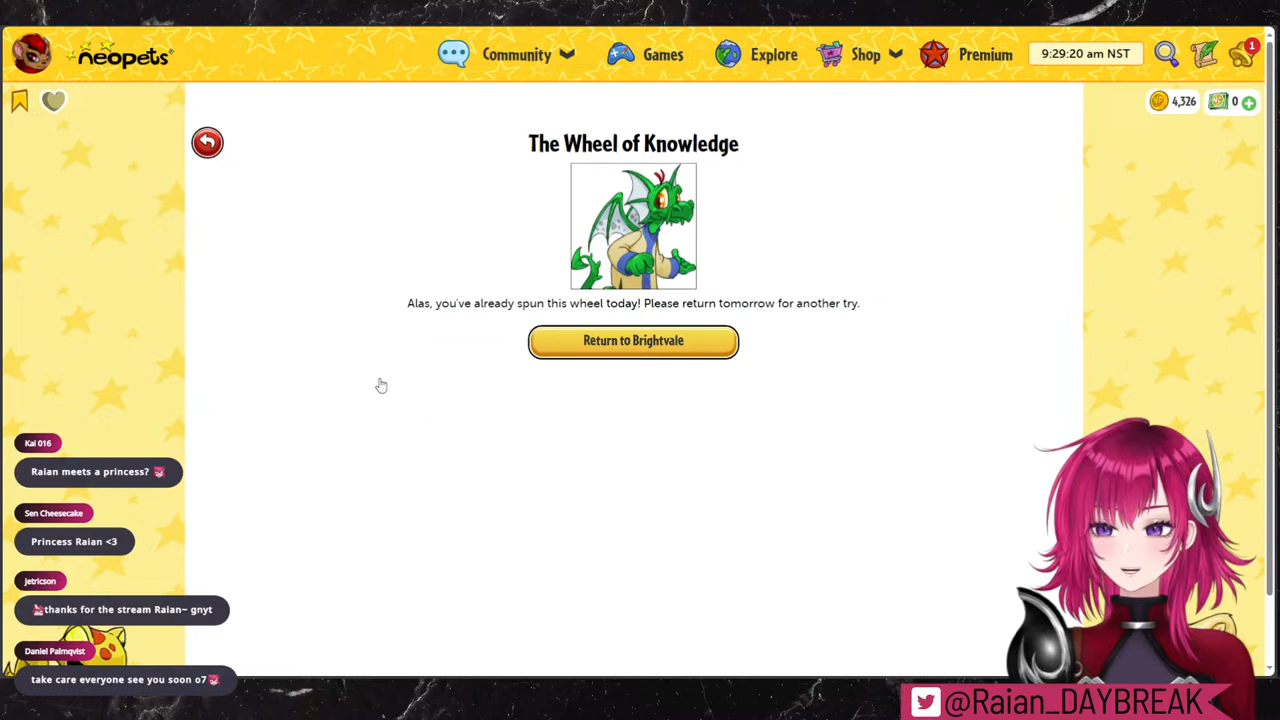 neopets
Community
Games
Explore
Shop
Premium
9:29:20 am NST
1
NP
4,326
0
The Wheel of Knowledge
Alas, you've already spun this wheel today! Please return tomorrow for another try.
Return to Brightvale
Kai 016
Raian meets a princess?
Sen Cheesecake
Princess Raian <3
Jetricson
thanks for the stream Raian~ gnyt
Daniel Palmqvist
take care everyone see you soon o7
@Raian_DAYBREAK